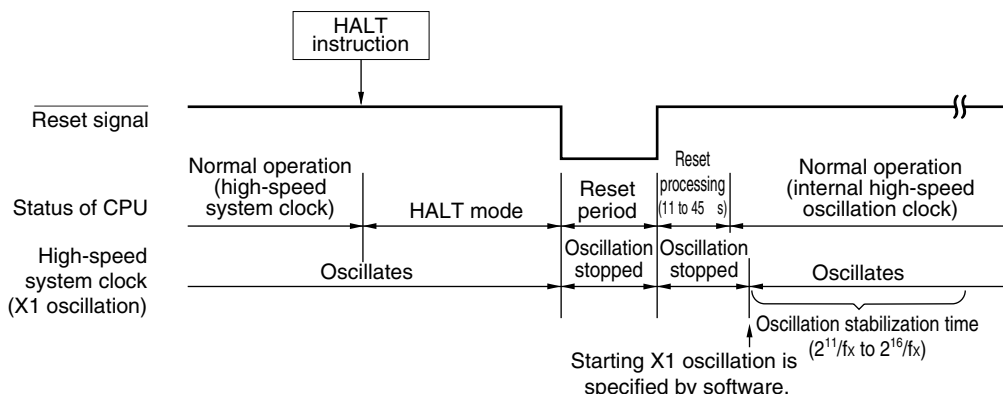 HALT
instruction
Reset signal
Normal operation
(high-speed
system clock)
Reset
processing
(11 to 45 s)
Normal operation
(internal high-speed
oscillation clock)
Status of CPU
HALT mode
Reset
period
High-speed
system clock
(X1 oscillation)
Oscillates
Oscillation
stopped
Oscillation
stopped
Oscillates
Oscillation stabilization time
(2¹¹/fx to 2¹⁶/fx)
Starting X1 oscillation is
specified by software.